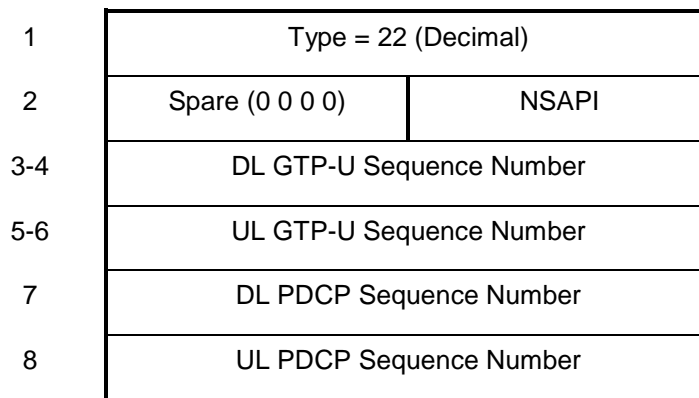 1 Type = 22 (Decimal)
2 Spare (0 0 0 0) NSAPI
3-4 DL GTP-U Sequence Number
5-6 UL GTP-U Sequence Number
7 DL PDCP Sequence Number
8 UL PDCP Sequence Number